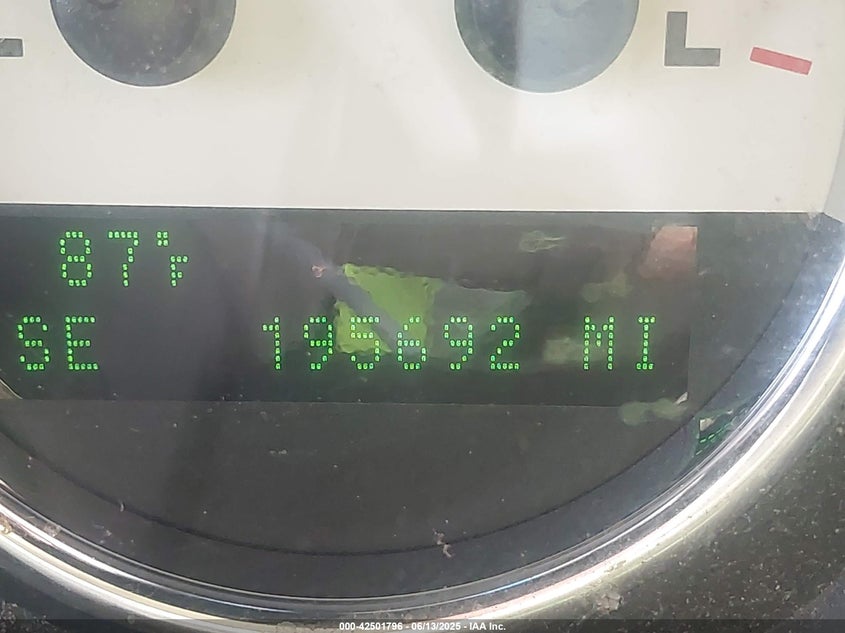 L
87°F
SE 195692 MI
000-42501796 - 06/13/2025 - IAA Inc.